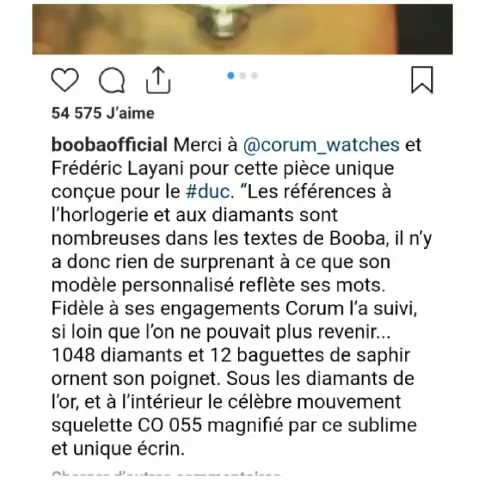 54 575 J’aime
boobaofficial Merci à @corum_watches et
Frédéric Layani pour cette pièce unique
conçue pour le #duc. “Les références à
l’horlogerie et aux diamants sont
nombreuses dans les textes de Booba, il n’y
a donc rien de surprenant à ce que son
modèle personnalisé reflète ses mots.
Fidèle à ses engagements Corum l’a suivi,
si loin que l’on ne pouvait plus revenir...
1048 diamants et 12 baguettes de saphir
ornent son poignet. Sous les diamants de
l’or, et à l’intérieur le célèbre mouvement
squelette CO 055 magnifié par ce sublime
et unique écrin.